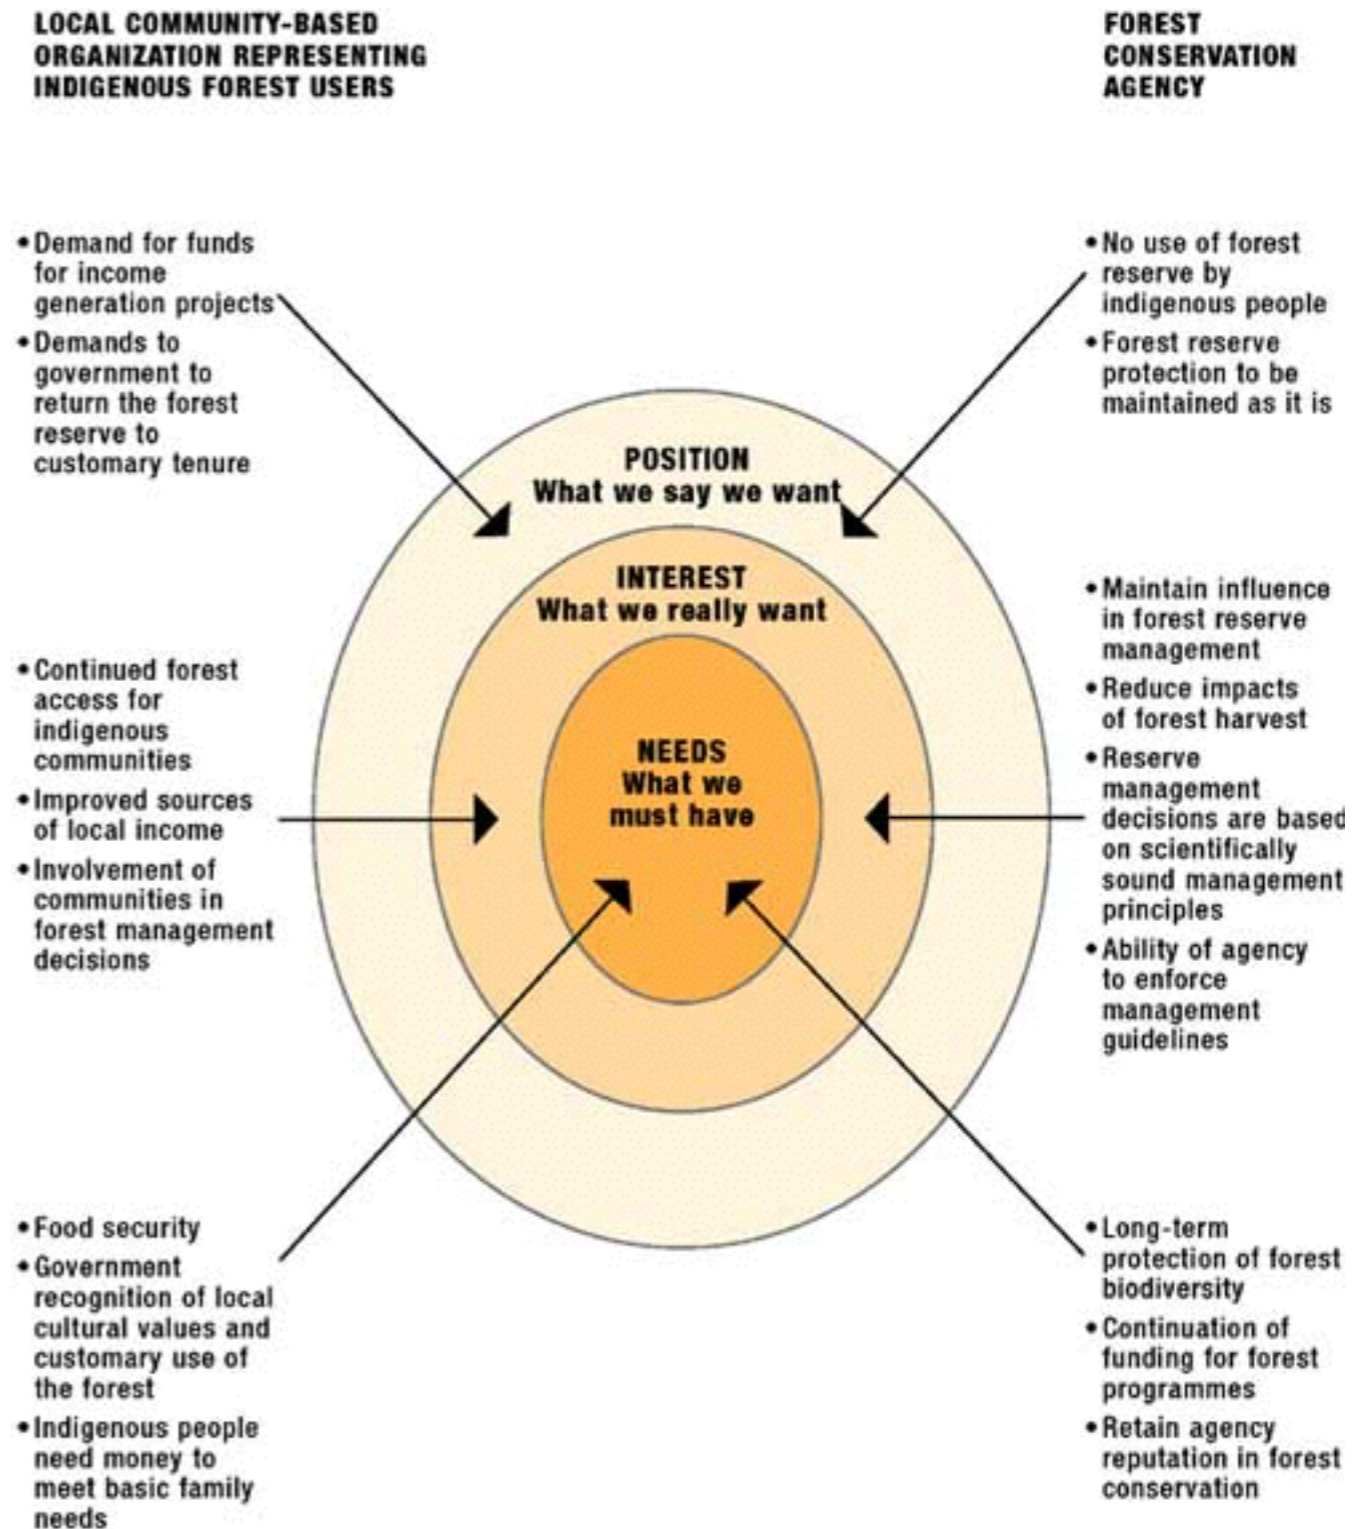 LOCAL COMMUNITY-BASED
ORGANIZATION REPRESENTING
INDIGENOUS FOREST USERS
FOREST
CONSERVATION
AGENCY
•Demand for funds
for income
generation projects
•Demands to
government to
return the forest
reserve to
customary tenure
•No use of forest
reserve by
indigenous people
•Forest reserve
protection to be
maintained as it is
POSITION
What we say we want
INTEREST
What we really want
NEEDS
What we
must have
•Continued forest
access for
indigenous
communities
•Improved sources
of local income
•Involvement of
communities in
forest management
decisions
•Maintain influence
in forest reserve
management
•Reduce impacts
of forest harvest
•Reserve
management
decisions are based
on scientifically
sound management
principles
•Ability of agency
to enforce
management
guidelines
•Food security
•Government
recognition of local
cultural values and
customary use of
the forest
•Indigenous people
need money to
meet basic family
needs
•Long-term
protection of forest
biodiversity
•Continuation of
funding for forest
programmes
•Retain agency
reputation in forest
conservation